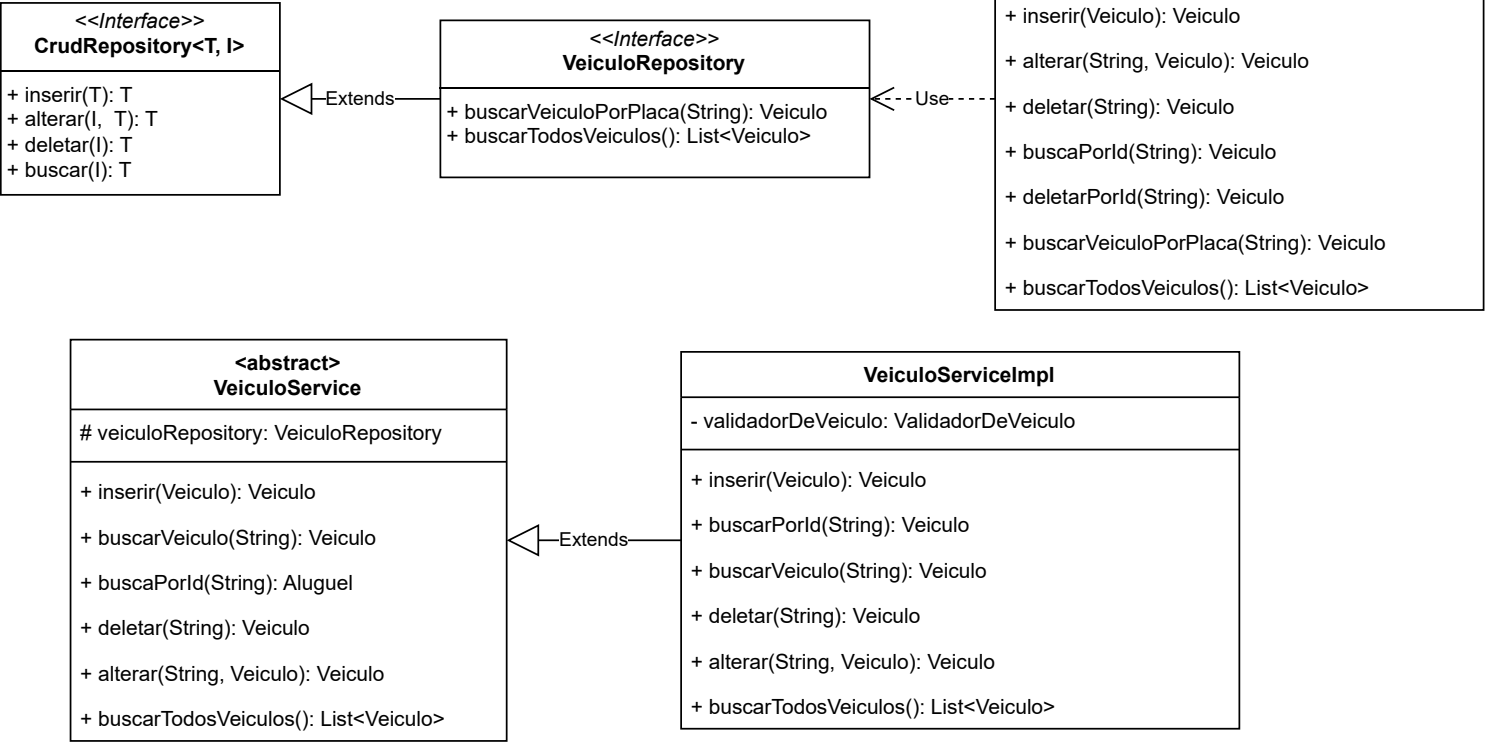 <<Interface>>
CrudRepository<T, I>
+ inserir(T): T
+ alterar(I,  T): T
+ deletar(I): T
+ buscar(I): T
Extends
<<Interface>>
VeiculoRepository
+ buscarVeiculoPorPlaca(String): Veiculo
+ buscarTodosVeiculos(): List<Veiculo>
Use
+ inserir(Veiculo): Veiculo
+ alterar(String, Veiculo): Veiculo
+ deletar(String): Veiculo
+ buscaPorId(String): Veiculo
+ deletarPorId(String): Veiculo
+ buscarVeiculoPorPlaca(String): Veiculo
+ buscarTodosVeiculos(): List<Veiculo>
<abstract>
VeiculoService
# veiculoRepository: VeiculoRepository
+ inserir(Veiculo): Veiculo
+ buscarVeiculo(String): Veiculo
+ buscaPorId(String): Aluguel
+ deletar(String): Veiculo
+ alterar(String, Veiculo): Veiculo
+ buscarTodosVeiculos(): List<Veiculo>
Extends
VeiculoServiceImpl
- validadorDeVeiculo: ValidadorDeVeiculo
+ inserir(Veiculo): Veiculo
+ buscarPorId(String): Veiculo
+ buscarVeiculo(String): Veiculo
+ deletar(String): Veiculo
+ alterar(String, Veiculo): Veiculo
+ buscarTodosVeiculos(): List<Veiculo>